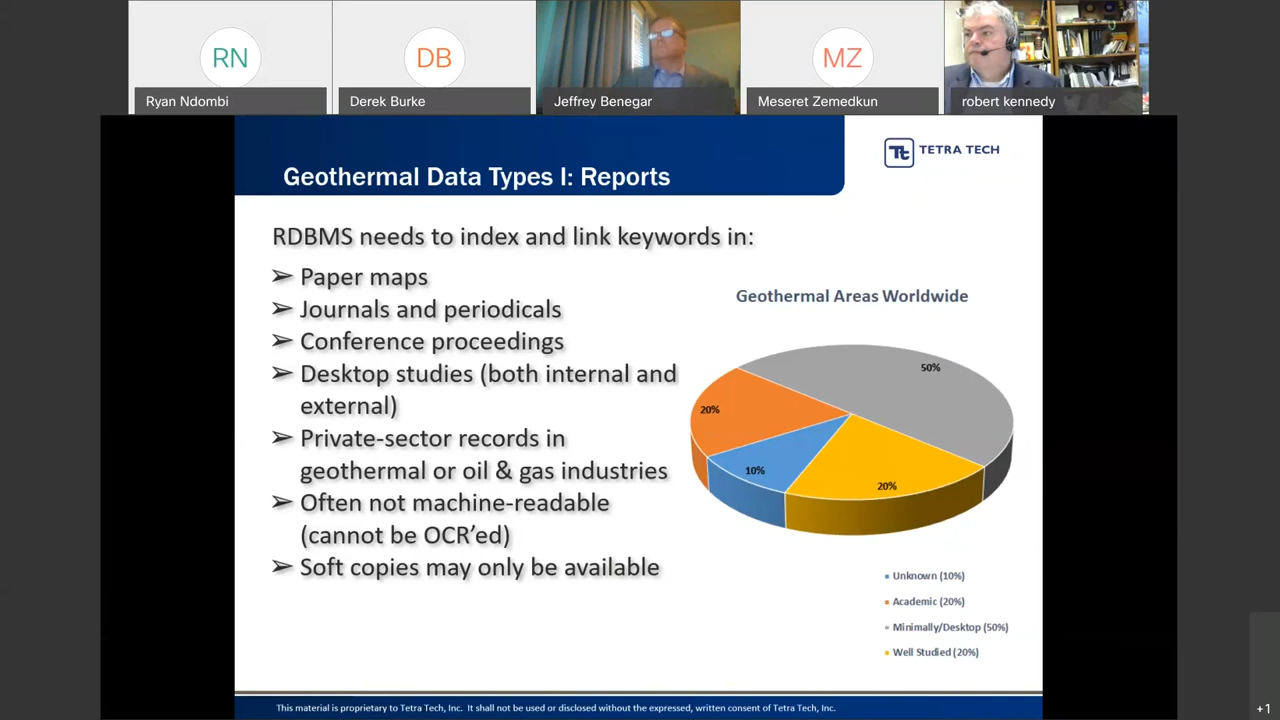 RN
DB
MZ
Ryan Ndombi
Derek Burke
Jeffrey Benegar
Meseret Zemedkun
robert kennedy
Geothermal Data Types I: Reports
Tt TETRA TECH
RDBMS needs to index and link keywords in:
➢ Paper maps
➢ Journals and periodicals
➢ Conference proceedings
➢ Desktop studies (both internal and
external)
➢ Private-sector records in
geothermal or oil & gas industries
➢ Often not machine-readable
(cannot be OCR’ed)
➢ Soft copies may only be available
Geothermal Areas Worldwide
50%
20%
10%
20%
Unknown (10%)
Academic (20%)
Minimally/Desktop (50%)
Well Studied (20%)
This material is proprietary to Tetra Tech, Inc. It shall not be used or disclosed without the expressed, written consent of Tetra Tech, Inc.
+1